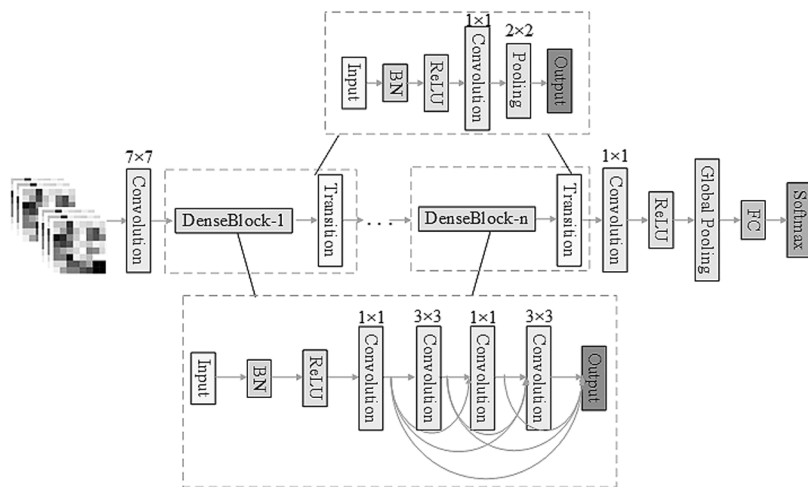 1×1
2×2
Input
BN
ReLU
Convolution
Pooling
Output
7×7
Convolution
DenseBlock-1
Transition
...
DenseBlock-n
Transition
1×1
Convolution
ReLU
Global Pooling
FC
Softmax
1×1
3×3
1×1
3×3
Input
BN
ReLU
Convolution
Convolution
Convolution
Convolution
Output